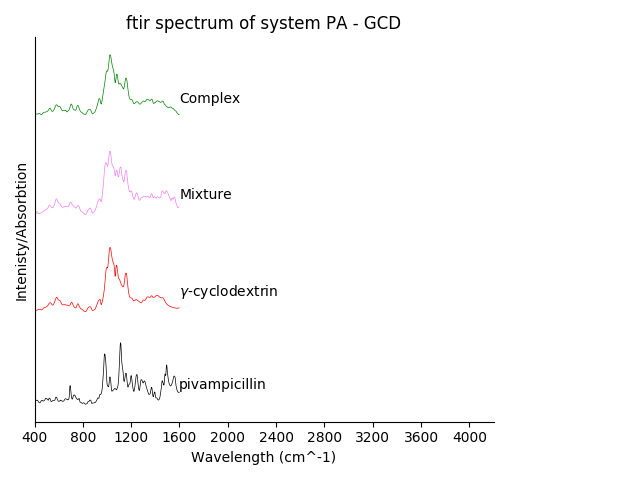 ftir spectrum of system PA - GCD
Complex
Mixture
γ-cyclodextrin
pivampicillin
Intenisty/Absorbtion
400 800 1200 1600 2000 2400 2800 3200 3600 4000
Wavelength (cm^-1)